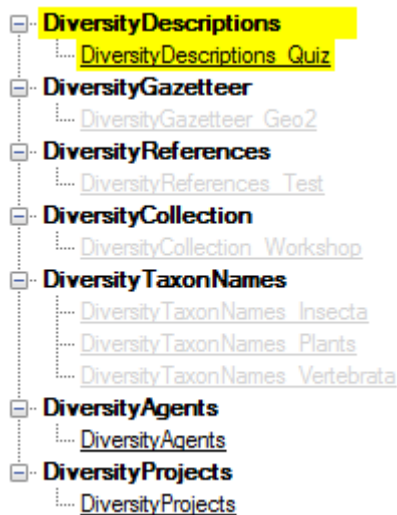 DiversityDescriptions
DiversityDescriptions_Quiz
DiversityGazetteer
DiversityGazetteer_Geo2
DiversityReferences
DiversityReferences_Test
DiversityCollection
DiversityCollection_Workshop
DiversityTaxonNames
DiversityTaxonNames_Insecta
DiversityTaxonNames_Plants
DiversityTaxonNames_Vertebrata
DiversityAgents
DiversityAgents
DiversityProjects
DiversityProjects